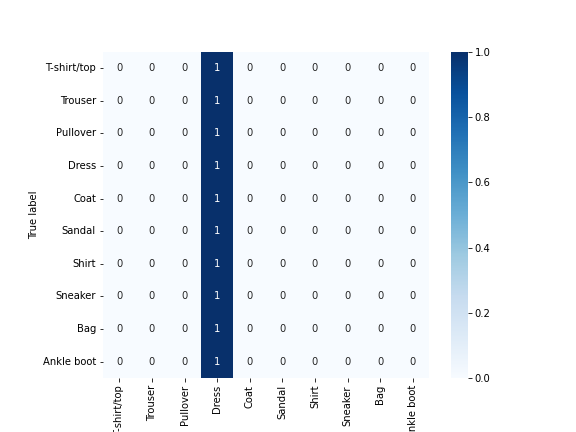 1.0
T-shirt/top 0 0 0 1 0 0 0 0 0 0
Trouser 0 0 0 1 0 0 0 0 0 0
0.8
Pullover 0 0 0 1 0 0 0 0 0 0
Dress 0 0 0 1 0 0 0 0 0 0
0.6
Coat 0 0 0 1 0 0 0 0 0 0
True label
Sandal 0 0 0 1 0 0 0 0 0 0
0.4
Shirt 0 0 0 1 0 0 0 0 0 0
Sneaker 0 0 0 1 0 0 0 0 0 0
0.2
Bag 0 0 0 1 0 0 0 0 0 0
Ankle boot 0 0 0 1 0 0 0 0 0 0
0.0
-shirt/top
Trouser
Pullover
Dress
Coat
Sandal
Shirt
Sneaker
Bag
nkle boot